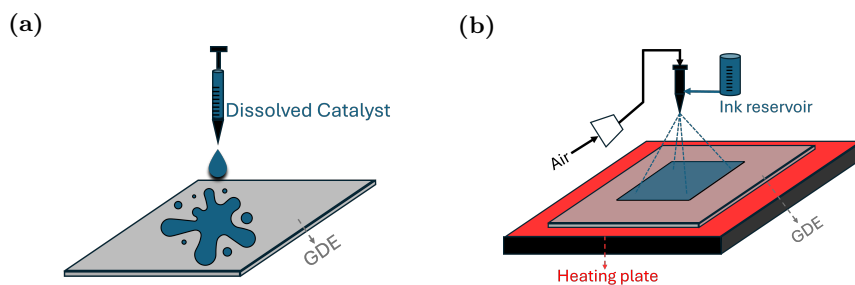 (a)
Dissolved Catalyst
GDE
(b)
Ink reservoir
Air
GDE
Heating plate